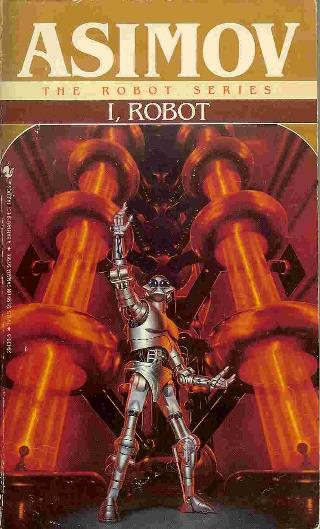 ASIMOV
THE ROBOT SERIES
I, ROBOT